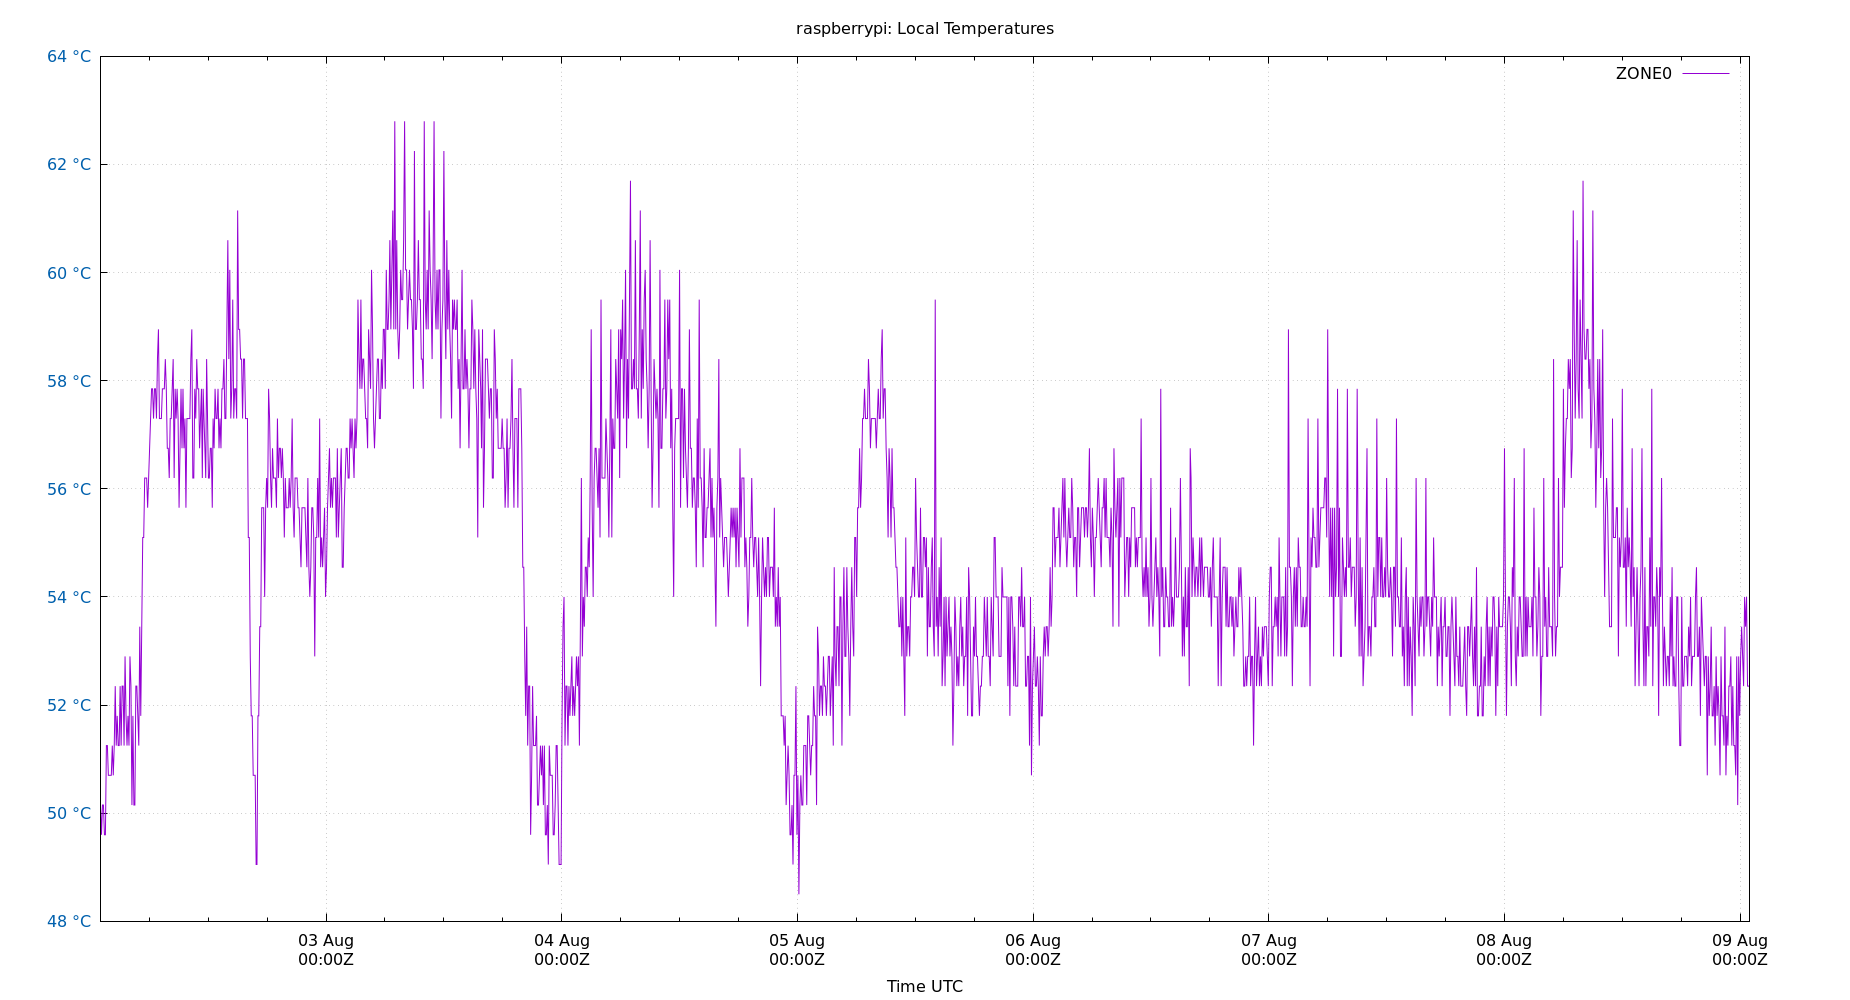 raspberrypi: Local Temperatures
64 °C
ZONE0
62 °C
60 °C
58 °C
56 °C
54 °C
52 °C
50 °C
48 °C
03 Aug 04 Aug 05 Aug 06 Aug 07 Aug 08 Aug 09 Aug
00:00Z 00:00Z 00:00Z 00:00Z 00:00Z 00:00Z 00:00Z
Time UTC